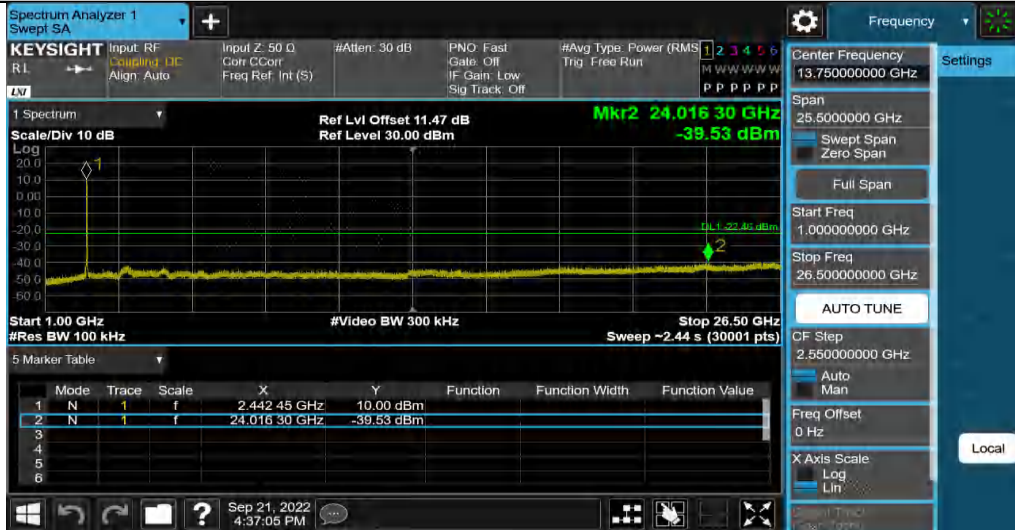 Spectrum Analyzer 1
Swept SA
+
Frequency
KEYSIGHT
RL
LXI
Input: RF
Coupling: DC
Align: Auto
Input Z: 50 Ω
Corr CCorr
Freq Ref: Int (S)
#Atten: 30 dB
PNO: Fast
Gate: Off
IF Gain: Low
Sig Track: Off
#Avg Type: Power (RMS
Trig: Free Run
1 2 3 4 5 6
M W W W W W
P P P P P P
1 Spectrum
Scale/Div 10 dB
Ref Lvl Offset 11.47 dB
Ref Level 30.00 dBm
Mkr2 24.016 30 GHz
-39.53 dBm
Log
20.0
10.0
0.00
-10.0
-20.0
-30.0
-40.0
-50.0
-60.0
1
DL1 -22.46 dBm
2
Start 1.00 GHz
#Video BW 300 kHz
Stop 26.50 GHz
#Res BW 100 kHz
Sweep ~2.44 s (30001 pts)
5 Marker Table
Mode Trace Scale X Y Function Function Width Function Value
1 N 1 f 2.442 45 GHz 10.00 dBm
2 N 1 f 24.016 30 GHz -39.53 dBm
3
4
5
6
?
Sep 21, 2022
4:37:05 PM
Center Frequency
13.750000000 GHz
Span
25.5000000 GHz
Swept Span
Zero Span
Full Span
Start Freq
1.000000000 GHz
Stop Freq
26.500000000 GHz
AUTO TUNE
CF Step
2.550000000 GHz
Auto
Man
Freq Offset
0 Hz
X Axis Scale
Log
Lin
Settings
Local